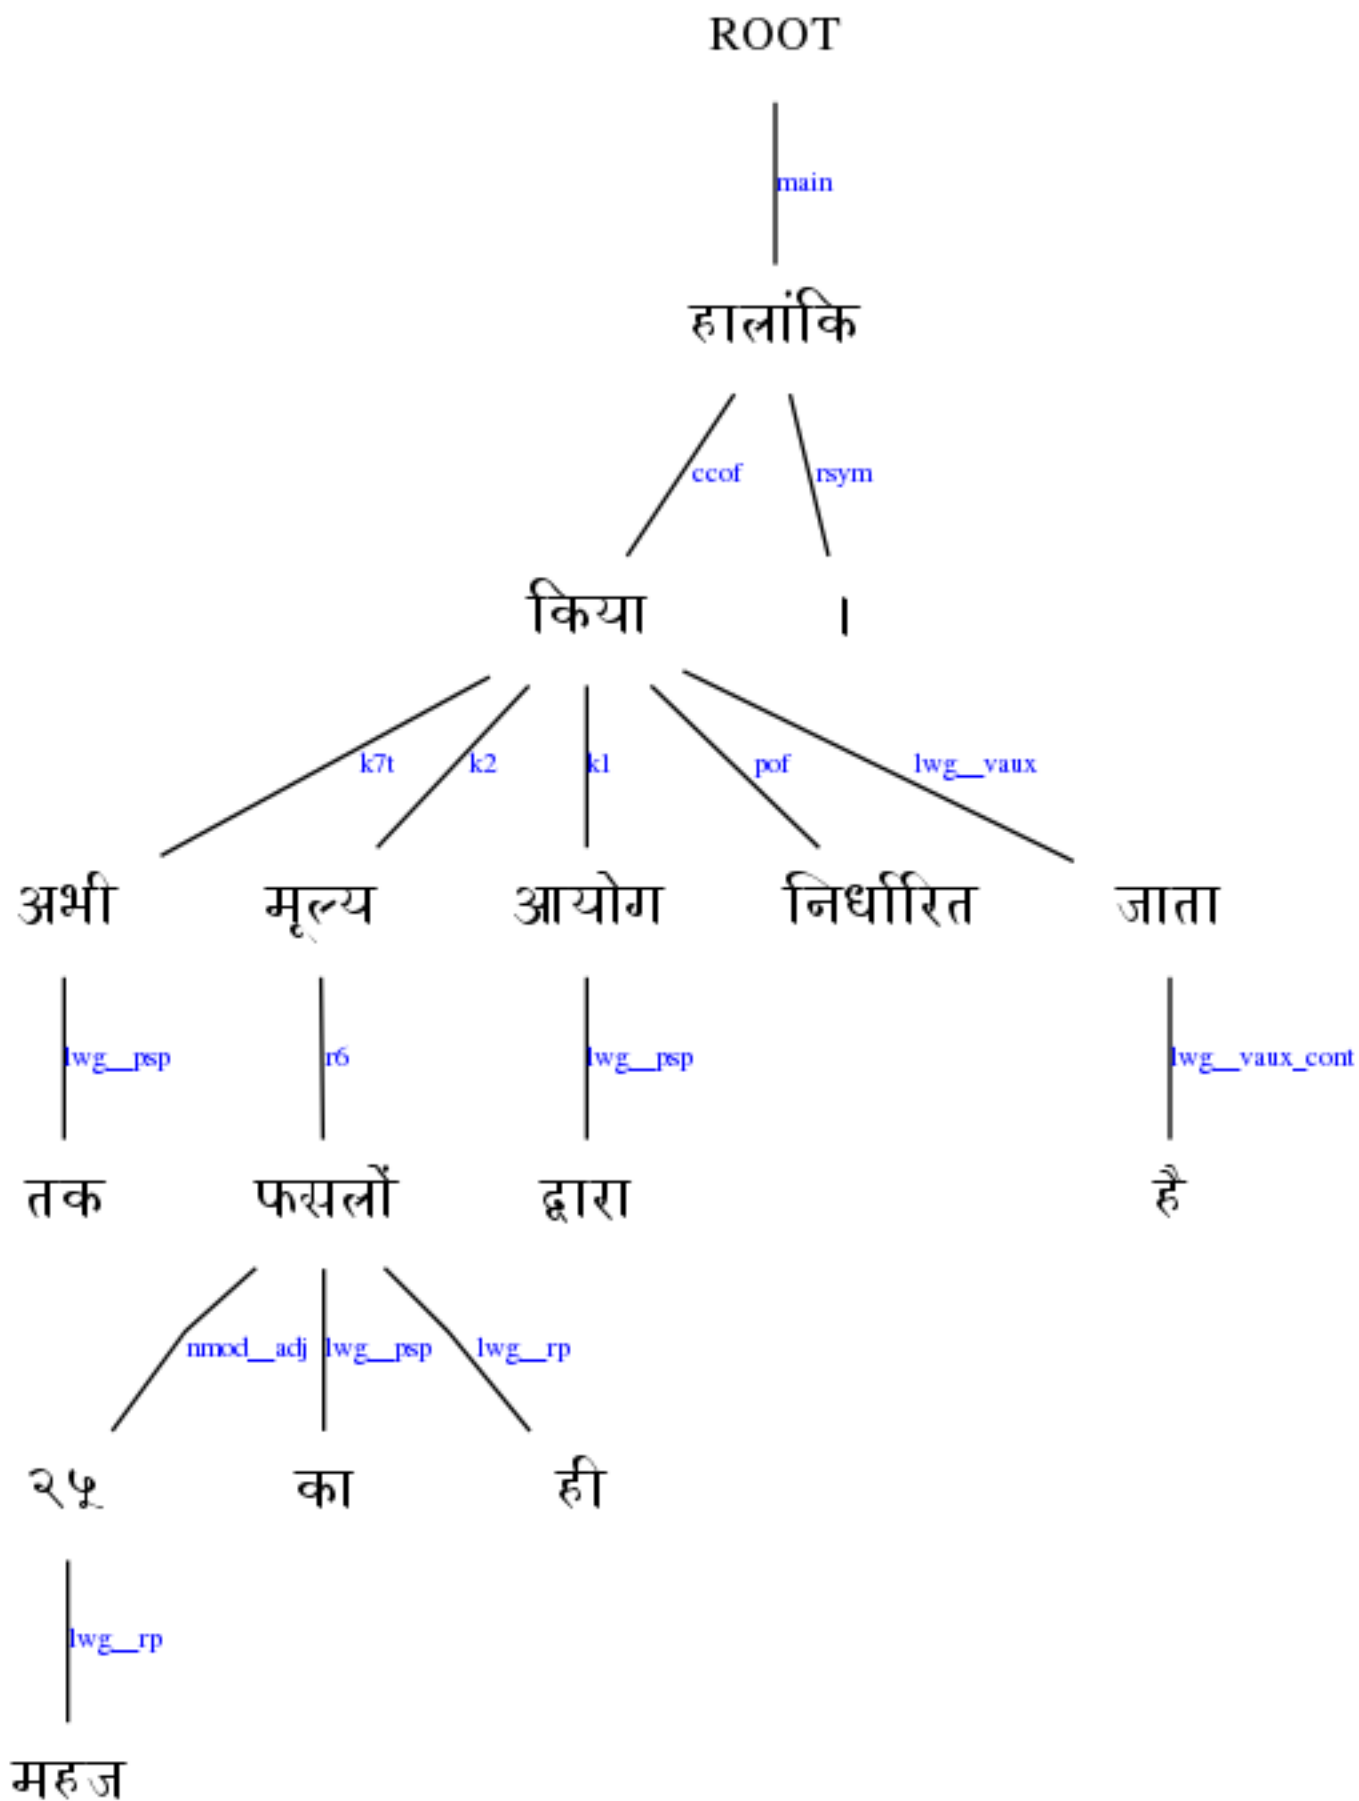 ROOT
main
हालांकि
ccof rsym
किया ।
k7t k2 k1 pof lwg__vaux
अभी मूल्य आयोग निर्धारित जाता
lwg__psp r6 lwg__psp lwg__vaux_cont
तक फसलों द्वारा है
nmod__adj lwg__psp lwg__rp
२५ का ही
lwg__rp
महज